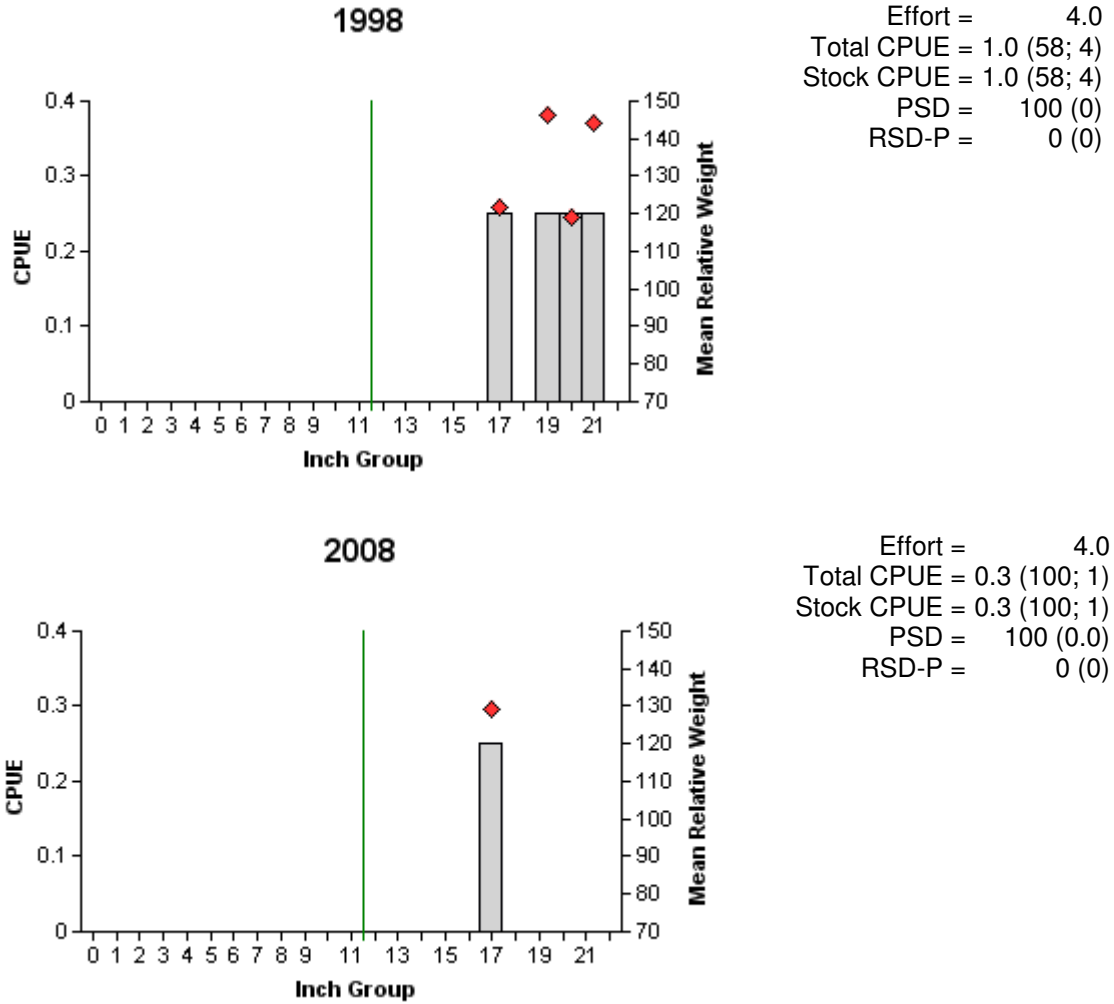 1998
Effort = 4.0
Total CPUE = 1.0 (58; 4)
Stock CPUE = 1.0 (58; 4)
PSD = 100 (0)
RSD-P = 0 (0)
0.4
0.3
0.2
0.1
0
CPUE
150
140
130
120
110
100
90
80
70
Mean Relative Weight
0 1 2 3 4 5 6 7 8 9 11 13 15 17 19 21
Inch Group
2008
Effort = 4.0
Total CPUE = 0.3 (100; 1)
Stock CPUE = 0.3 (100; 1)
PSD = 100 (0.0)
RSD-P = 0 (0)
0.4
0.3
0.2
0.1
0
CPUE
150
140
130
120
110
100
90
80
70
Mean Relative Weight
0 1 2 3 4 5 6 7 8 9 11 13 15 17 19 21
Inch Group